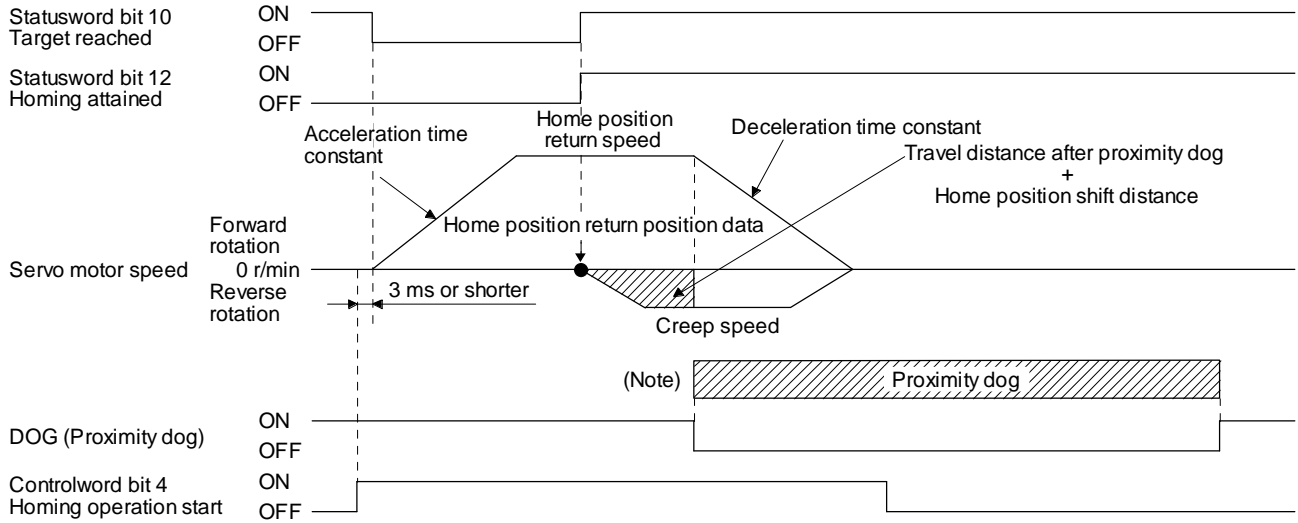 Statusword bit 10
Target reached
ON
OFF
Statusword bit 12
Homing attained
ON
OFF
Acceleration time
constant
Home position
return speed
Deceleration time constant
Travel distance after proximity dog
+
Home position shift distance
Home position return position data
Servo motor speed
Forward
rotation
0 r/min
Reverse
rotation
3 ms or shorter
Creep speed
(Note)
Proximity dog
DOG (Proximity dog)
ON
OFF
Controlword bit 4
Homing operation start
ON
OFF